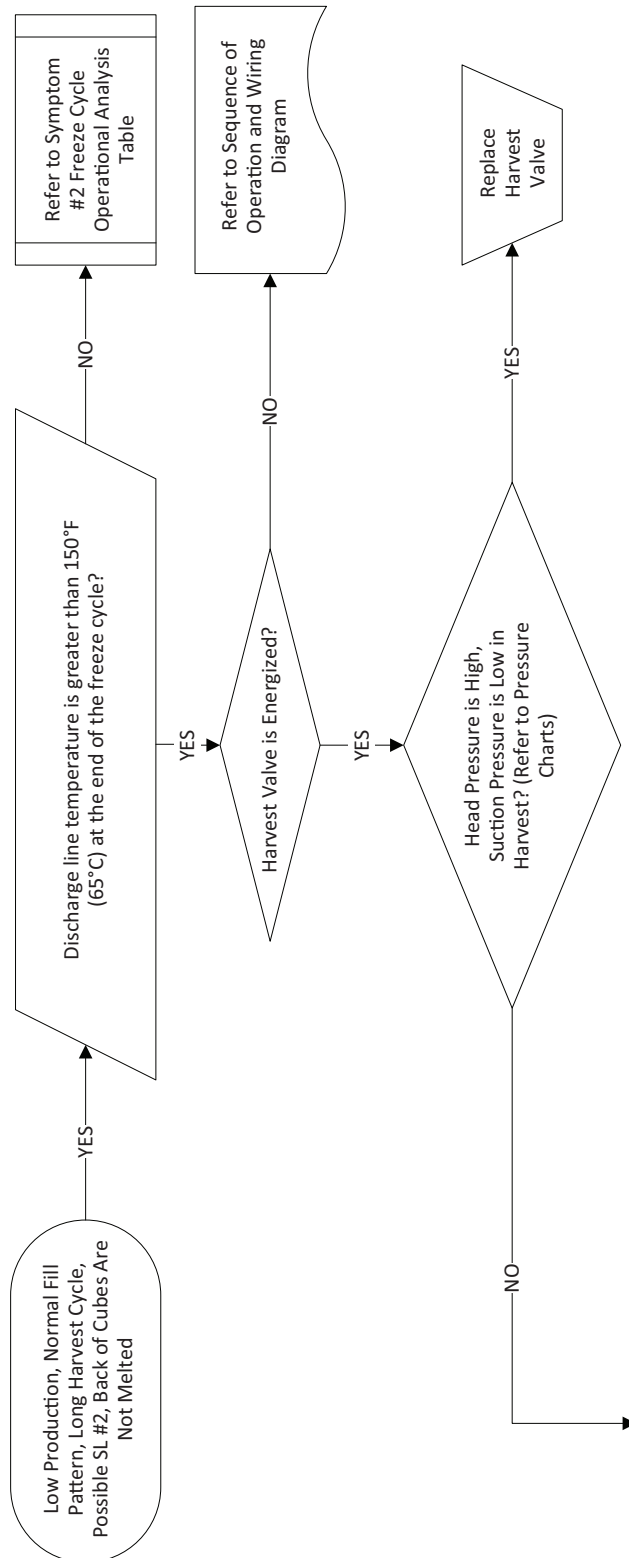 Low Production, Normal Fill
Pattern, Long Harvest Cycle,
Possible SL #2, Back of Cubes Are
Not Melted
YES
Discharge line temperature is greater than 150°F
(65°C) at the end of the freeze cycle?
NO
Refer to Symptom
#2 Freeze Cycle
Operational Analysis
Table
YES
Harvest Valve is Energized?
NO
Refer to Sequence of
Operation and Wiring
Diagram
YES
Head Pressure is High,
Suction Pressure is Low in
Harvest? (Refer to Pressure
Charts)
YES
Replace
Harvest
Valve
NO